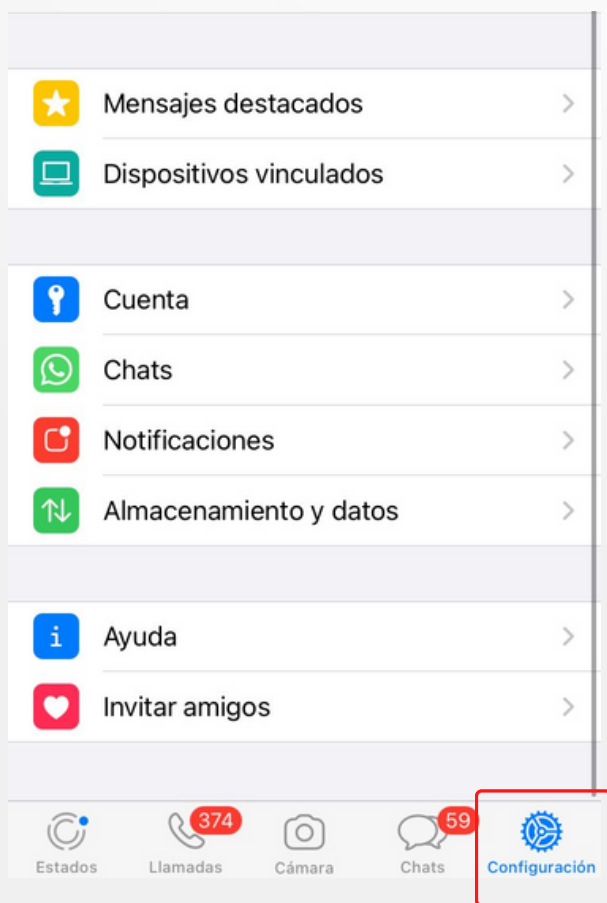 Mensajes destacados
Dispositivos vinculados
Cuenta
Chats
Notificaciones
Almacenamiento y datos
i
Ayuda
Invitar amigos
374
59
Estados
Llamadas
Cámara
Chats
Configuración